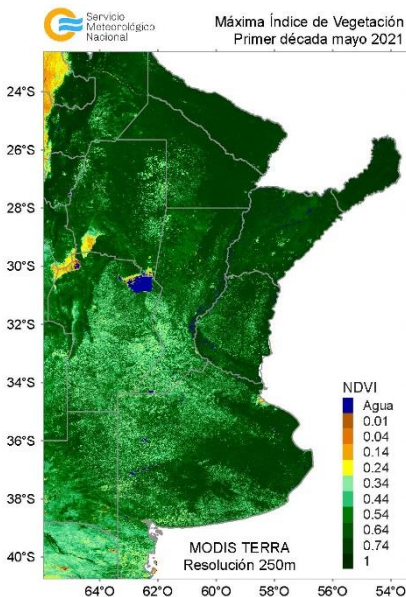 Servicio
Meteorológico
Nacional
Máxima Índice de Vegetación
Primer década mayo 2021
24°S
26°S
28°S
30°S
32°S
34°S
36°S
38°S
40°S
NDVI
Agua
0.01
0.04
0.14
0.24
0.34
0.44
0.54
0.64
0.74
1
MODIS TERRA
Resolución 250m
64°O 62°O 60°O 58°O 56°O 54°O